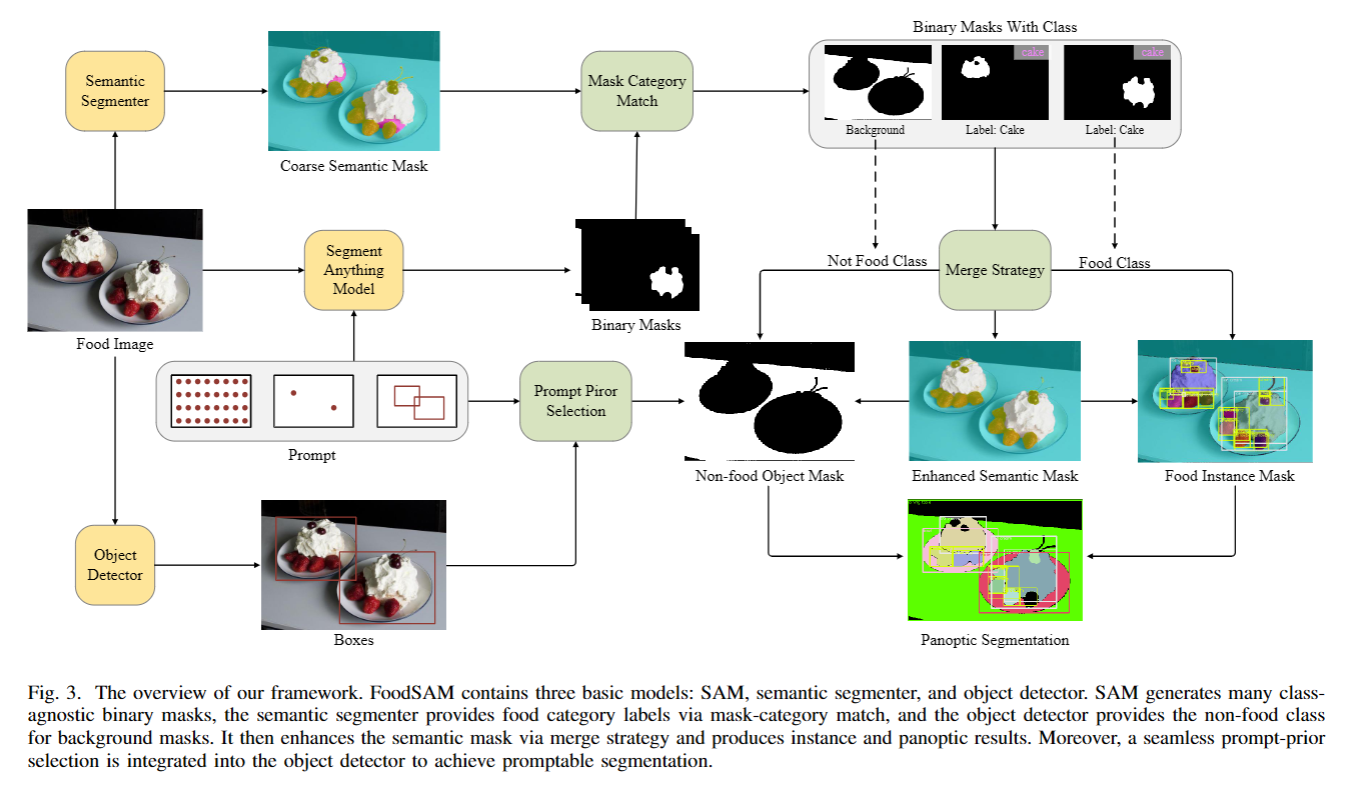 Binary Masks With Class
Semantic
Segmenter
Mask Category
Match
cake
cake
Background
Label: Cake
Label: Cake
Coarse Semantic Mask
Segment
Anything
Model
Not Food Class
Merge Strategy
Food Class
Binary Masks
Food Image
Prompt Piror
Selection
Prompt
Non-food Object Mask
Enhanced Semantic Mask
Food Instance Mask
Object
Detector
Boxes
Panoptic Segmentation
Fig. 3. The overview of our framework. FoodSAM contains three basic models: SAM, semantic segmenter, and object detector. SAM generates many class-
agnostic binary masks, the semantic segmenter provides food category labels via mask-category match, and the object detector provides the non-food class
for background masks. It then enhances the semantic mask via merge strategy and produces instance and panoptic results. Moreover, a seamless prompt-prior
selection is integrated into the object detector to achieve promptable segmentation.